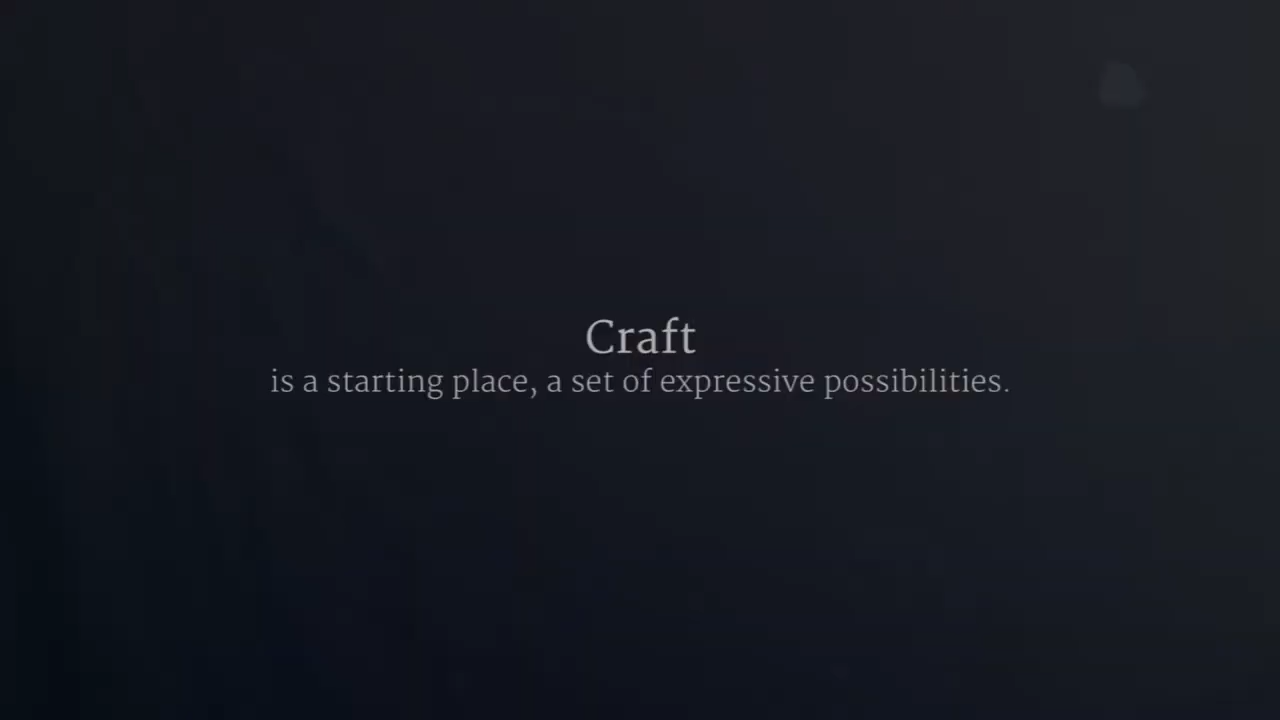 Craft
is a starting place, a set of expressive possibilities.